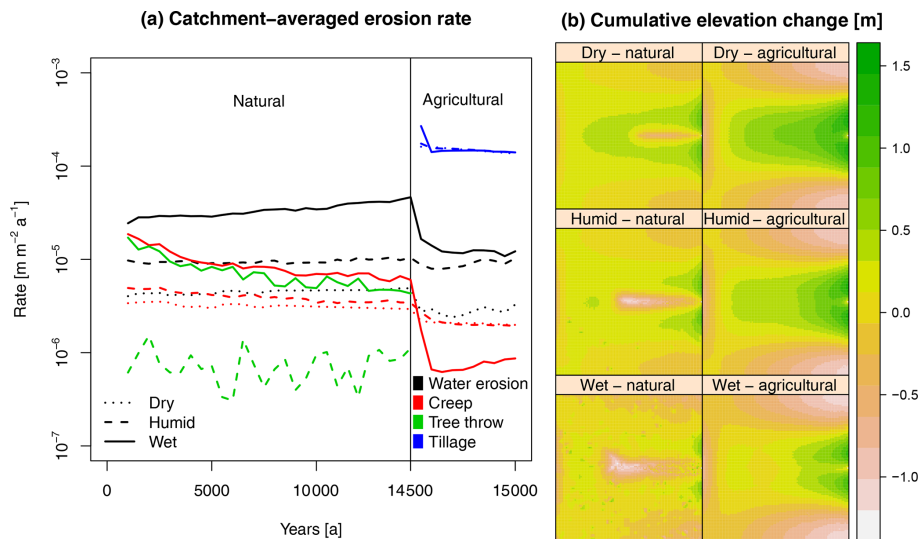 (a) Catchment−averaged erosion rate
Rate [m m−2 a−1]
10−3
10−4
10−5
10−6
10−7
Natural
Agricultural
Dry
Humid
Wet
Water erosion
Creep
Tree throw
Tillage
0 5000 10000 14500 15000
Years [a]
(b) Cumulative elevation change [m]
Dry − natural Dry − agricultural
Humid − natural Humid − agricultural
Wet − natural Wet − agricultural
1.5
1.0
0.5
0.0
−0.5
−1.0